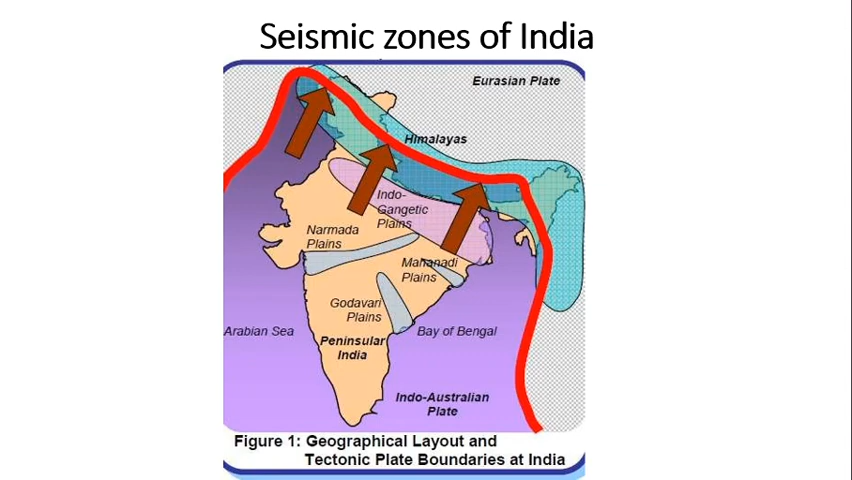 Seismic zones of India
Eurasian Plate
Himalayas
Indo-
Gangetic
Plains
Narmada
Plains
Mahanadi
Plains
Godavari
Plains
Arabian Sea
Bay of Bengal
Peninsular
India
Indo-Australian
Plate
Figure 1: Geographical Layout and
Tectonic Plate Boundaries at India